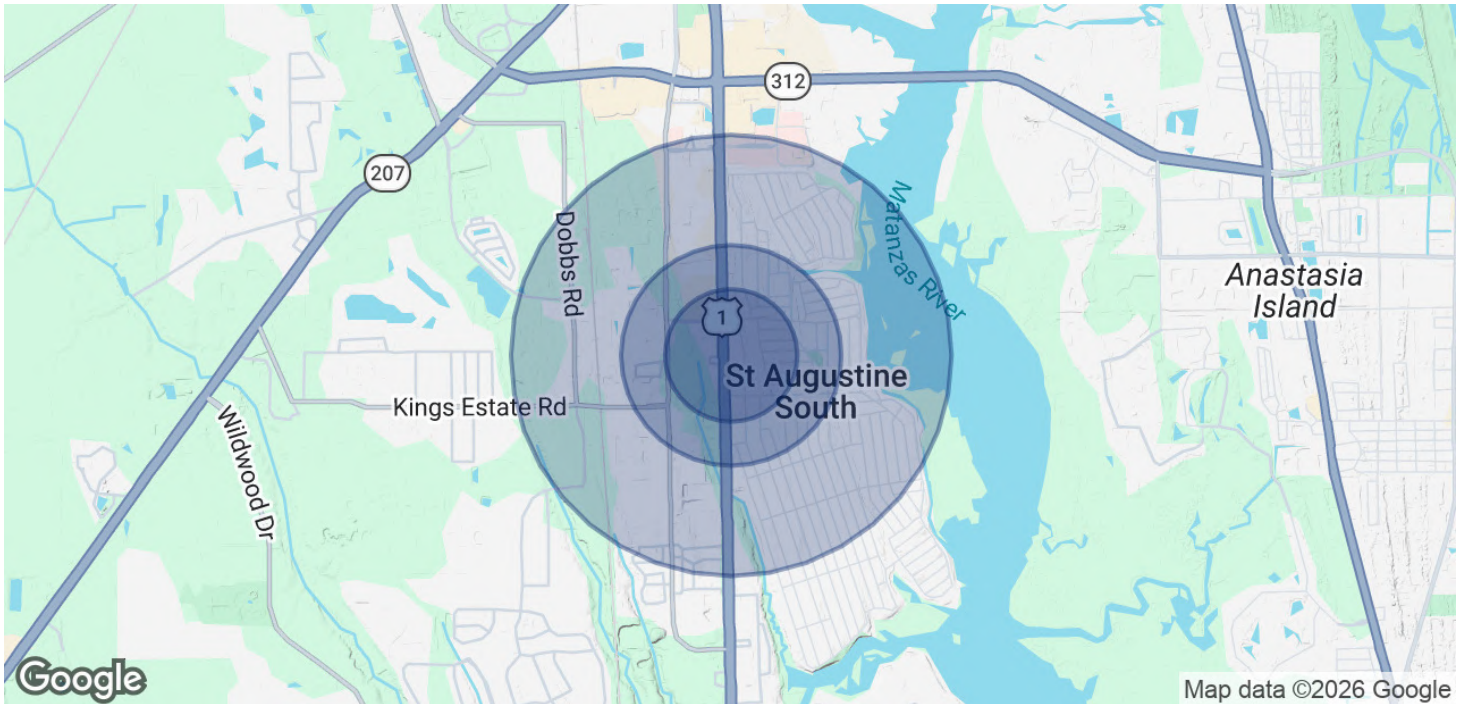 312
207
Dobbs Rd
Matanzas River
Anastasia
Island
1
St Augustine
South
Kings Estate Rd
Wildwood Dr
Google
Map data ©2026 Google